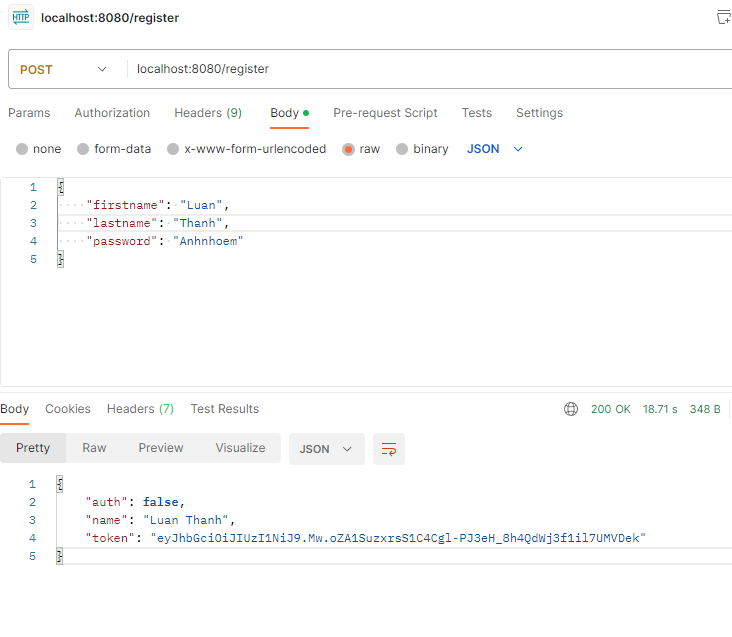 HTTP localhost:8080/register
POST localhost:8080/register
Params Authorization Headers (9) Body Pre-request Script Tests Settings
none form-data x-www-form-urlencoded raw binary JSON
1 {
2 "firstname": "Luan",
3 "lastname": "Thanh",
4 "password": "Anhnhoem"
5 }
Body Cookies Headers (7) Test Results 200 OK 18.71 s 348 B
Pretty Raw Preview Visualize JSON
1 {
2 "auth": false,
3 "name": "Luan Thanh",
4 "token": "eyJhbGciOiJIUzI1NiJ9.Mw.oZA1SuzxrsS1C4Cgl-PJ3eH_8h4QdWj3f1il7UMVDek"
5 }